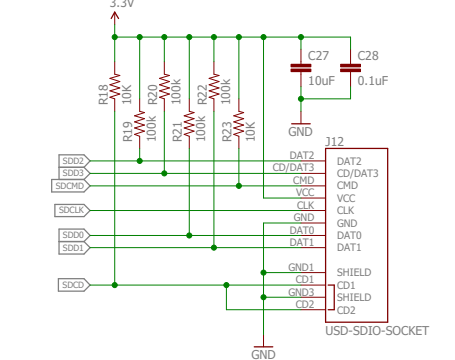 3.3V
C27
10uF
C28
0.1uF
GND
R18
10K
R19
100k
R20
100k
R21
100k
R22
100k
R23
10K
J12
SDD2
DAT2
DAT2
SDD3
CD/DAT3
CD/DAT3
SDCMD
CMD
CMD
VCC
VCC
SDCLK
CLK
CLK
GND
GND
SDD0
DAT0
DAT0
SDD1
DAT1
DAT1
GND1
SHIELD
SDCD
CD1
CD1
GND3
SHIELD
CD2
CD2
USD-SDIO-SOCKET
GND